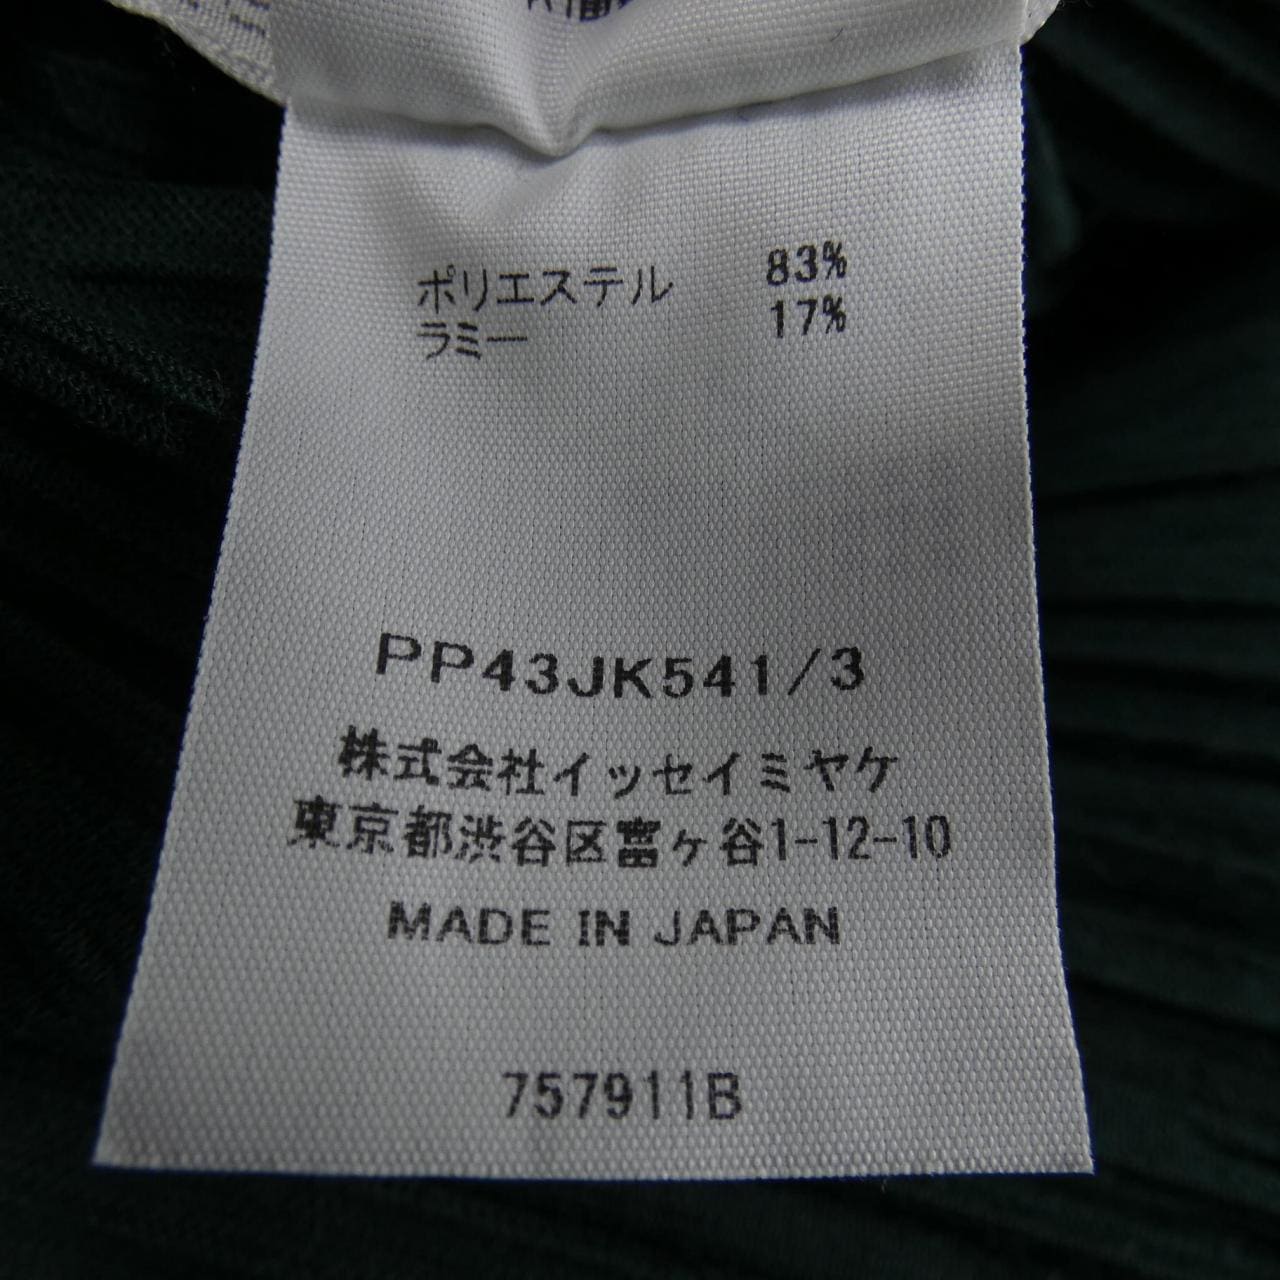 ポリエステル 83%
ラミー 17%
PP43JK541/3
株式会社イッセイミヤケ
東京都渋谷区富ヶ谷1-12-10
MADE IN JAPAN
757911B